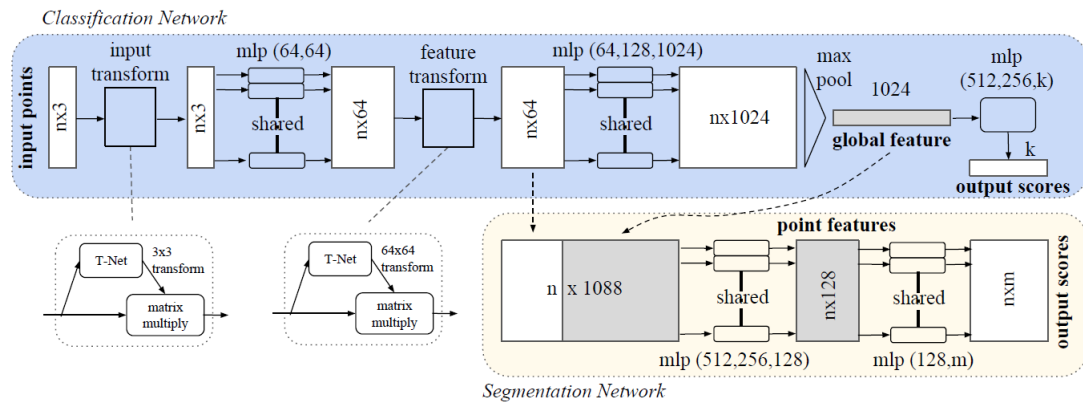 Classification Network
input points
nx3
input
transform
nx3
mlp (64,64)
shared
nx64
feature
transform
nx64
mlp (64,128,1024)
shared
nx1024
max
pool
1024
global feature
mlp
(512,256,k)
k
output scores
T-Net
3x3
transform
matrix
multiply
T-Net
64x64
transform
matrix
multiply
point features
n x 1088
shared
mlp (512,256,128)
nx128
shared
mlp (128,m)
nxm
output scores
Segmentation Network